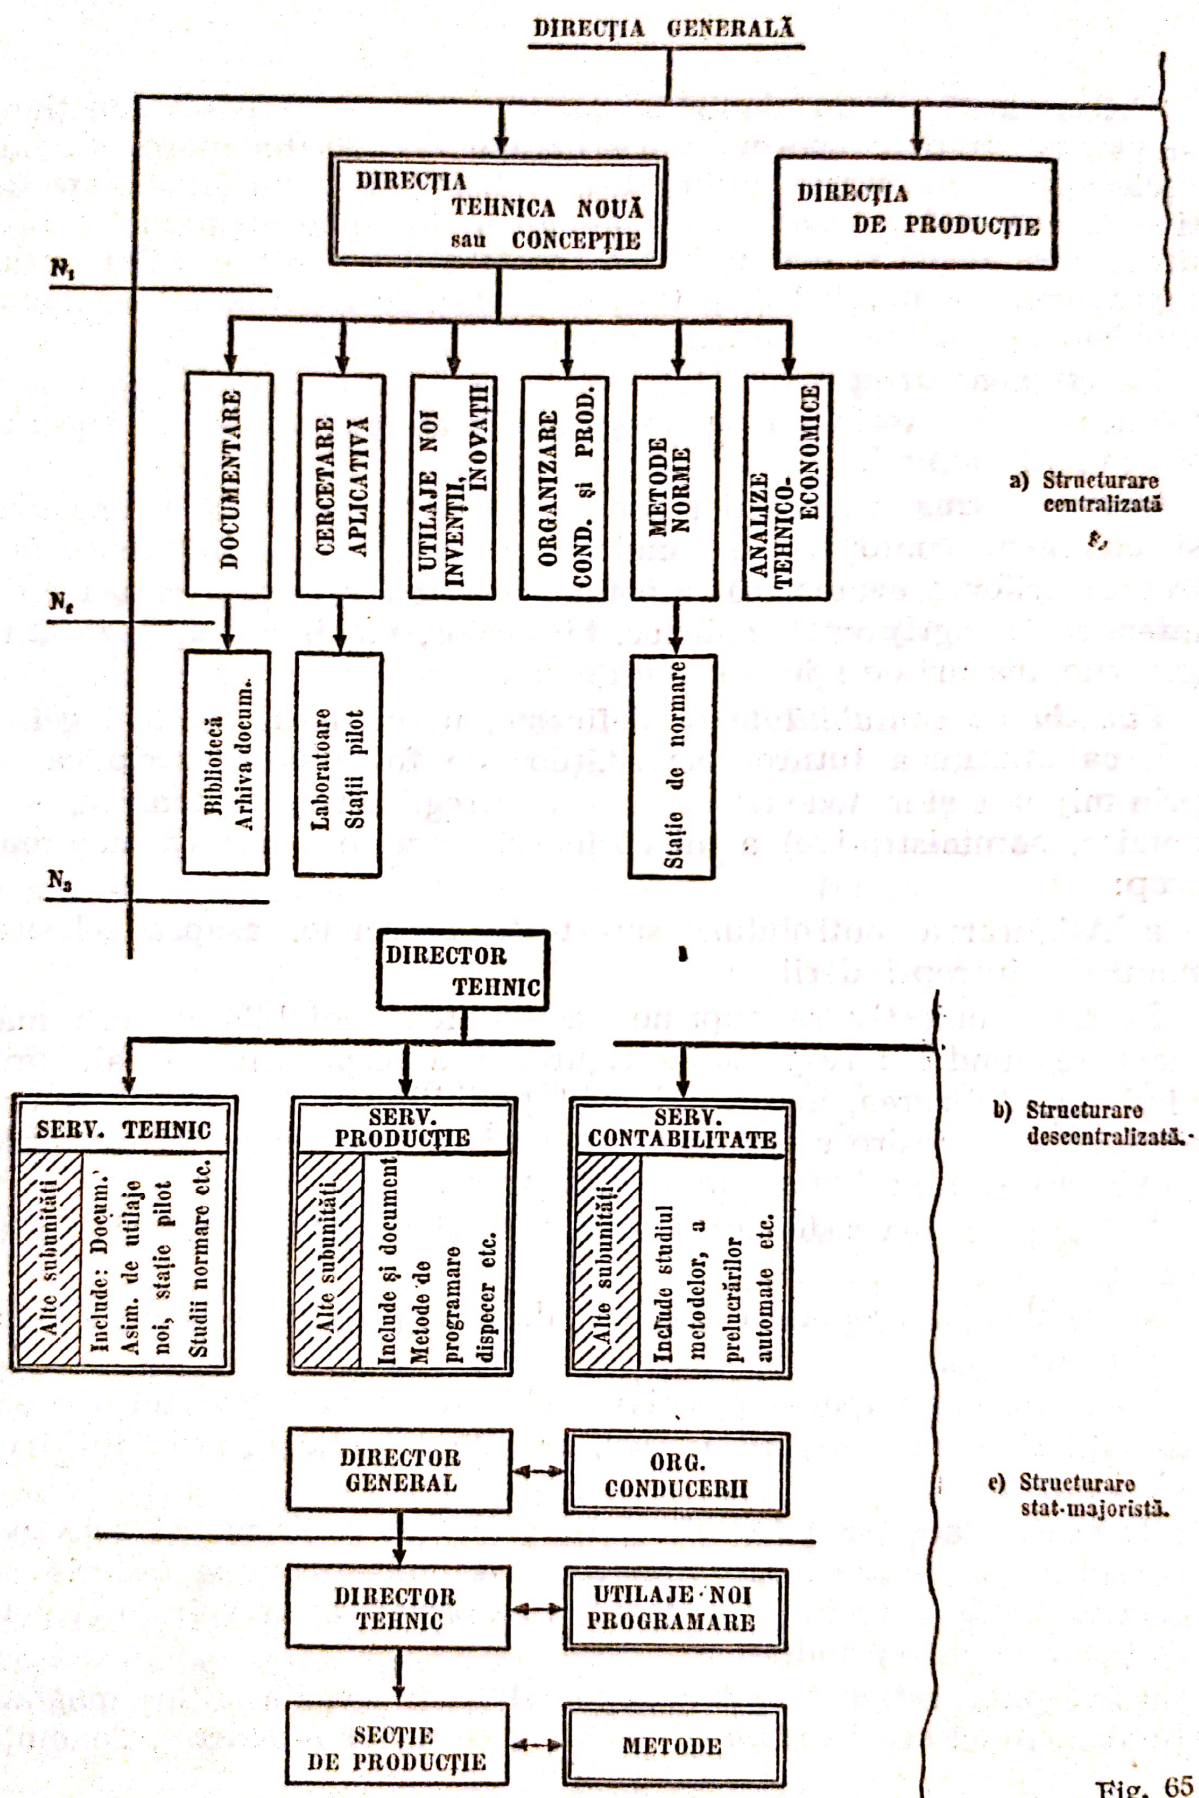 DIRECȚIA GENERALĂ
DIRECȚIA
TEHNICA NOUĂ
sau CONCEPȚIE
DIRECȚIA
DE PRODUCȚIE
N₁
DOCUMENTARE
CERCETARE
APLICATIVĂ
UTILAJE NOI
INVENȚII,
INOVAȚII
ORGANIZARE
COND. și PROD.
METODE
NORME
ANALIZE
TEHNICO-
ECONOMICE
a) Structurare
centralizată
N₂
Bibliotecă
Arhiva docum.
Laboratoare
Stații pilot
Stație de normare
N₃
DIRECTOR
TEHNIC
SERV. TEHNIC
Alte subunități
Include: Docum.
Asim. de utilaje
noi, stație pilot
Studii normare etc.
SERV.
PRODUCȚIE
Alte subunități
Include și document
Metode de
programare
dispecer etc.
SERV.
CONTABILITATE
Alte subunități
Include studiul
metodelor, a
prelucrărilor
automate etc.
b) Structurare
descentralizată.
DIRECTOR
GENERAL
ORG.
CONDUCERII
c) Structurare
stat-majoristă.
DIRECTOR
TEHNIC
UTILAJE NOI
PROGRAMARE
SECȚIE
DE PRODUCȚIE
METODE
Fig. 65